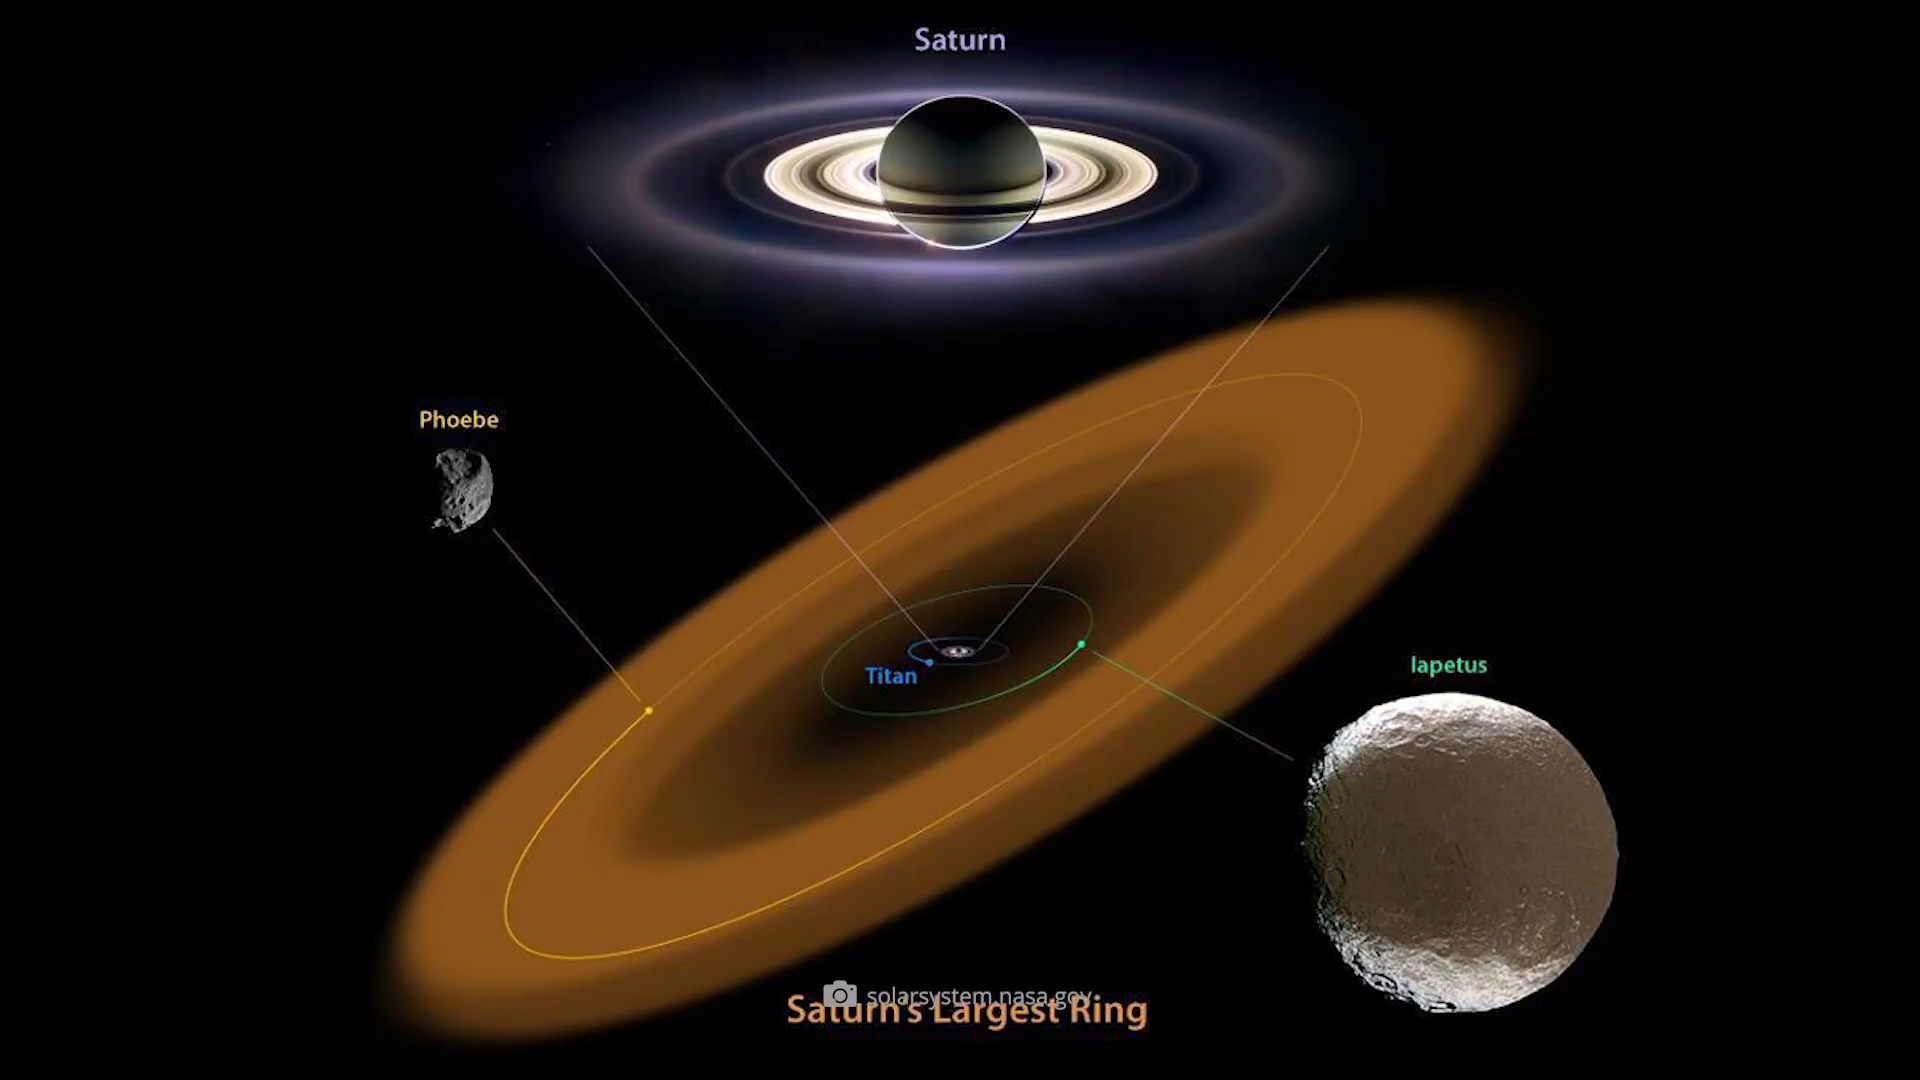 Saturn
Phoebe
Titan
Iapetus
solarsystem.nasa.gov
Saturn's Largest Ring